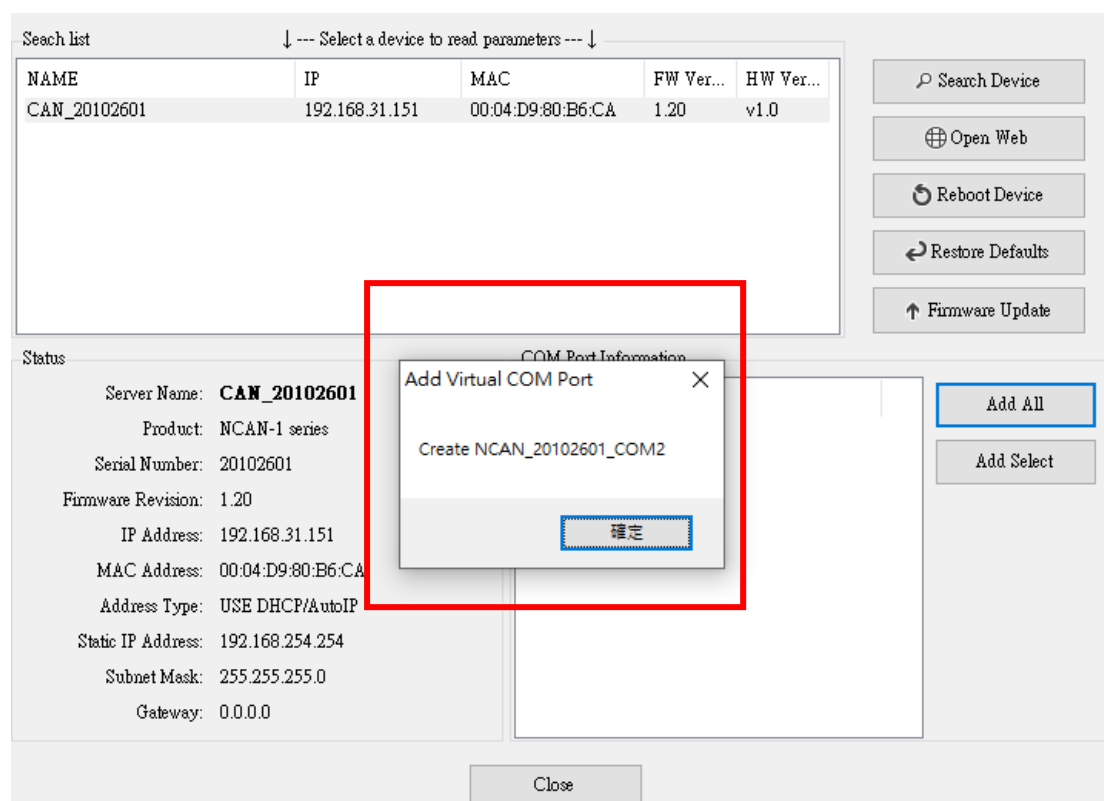 Seach list
↓ --- Select a device to read parameters --- ↓
NAME IP MAC FW Ver... HW Ver...
CAN_20102601 192.168.31.151 00:04:D9:80:B6:CA 1.20 v1.0
Search Device
Open Web
Reboot Device
Restore Defaults
Firmware Update
Status
Server Name: CAN_20102601
Product: NCAN-1 series
Serial Number: 20102601
Firmware Revision: 1.20
IP Address: 192.168.31.151
MAC Address: 00:04:D9:80:B6:CA
Address Type: USE DHCP/AutoIP
Static IP Address: 192.168.254.254
Subnet Mask: 255.255.255.0
Gateway: 0.0.0.0
COM Port Information
Add Virtual COM Port
Create NCAN_20102601_COM2
確定
Add All
Add Select
Close